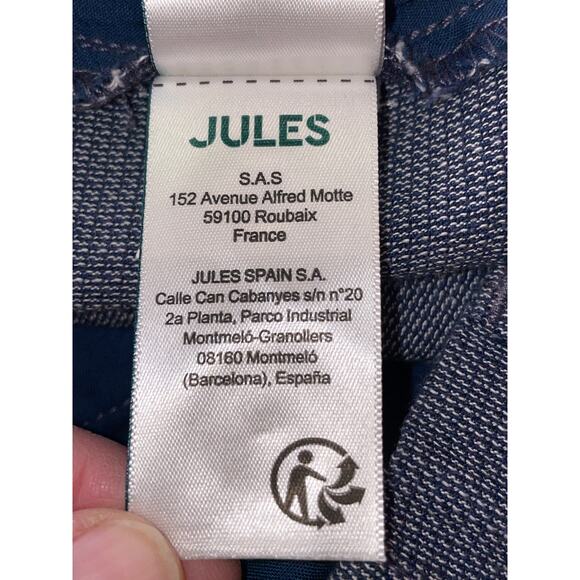 JULES
S.A.S
152 Avenue Alfred Motte
59100 Roubaix
France
JULES SPAIN S.A.
Calle Can Cabanyes s/n n°20
2a Planta, Parco Industrial
Montmeló-Granollers
08160 Montmeló
(Barcelona), España